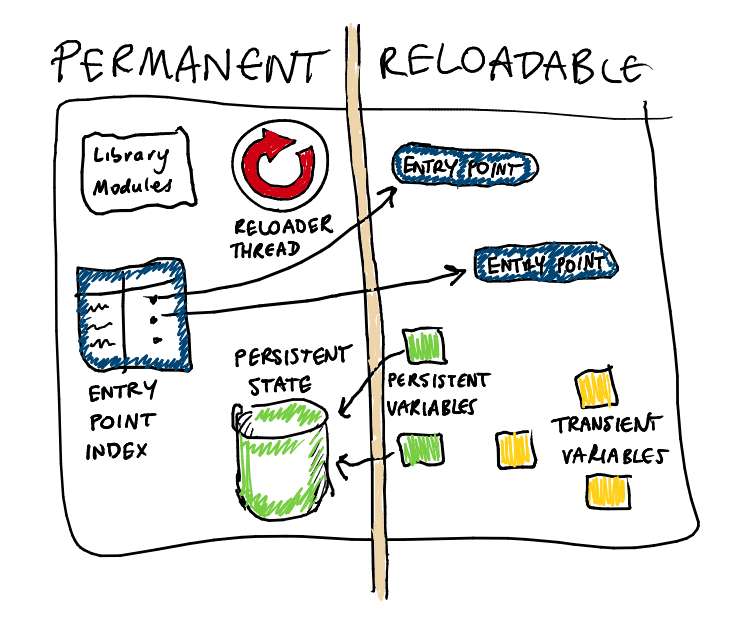 PERMANENT
RELOADABLE
Library
Modules
RELOADER
THREAD
ENTRY POINT
ENTRY POINT
ENTRY
POINT
INDEX
PERSISTENT
STATE
PERSISTENT
VARIABLES
TRANSIENT
VARIABLES